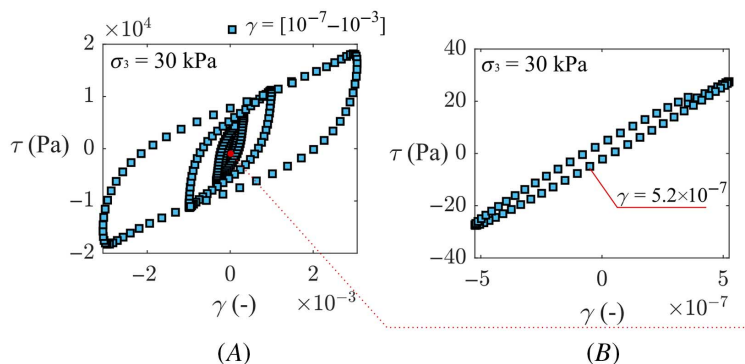 ×10⁴
γ = [10⁻⁷–10⁻³]
2
σ₃ = 30 kPa
1
τ (Pa)
0
-1
-2
−2
0
2
γ (-)
×10⁻³
(A)
40
σ₃ = 30 kPa
20
τ (Pa)
0
γ = 5.2×10⁻⁷
−20
−40
−5
0
5
γ (-)
×10⁻⁷
(B)